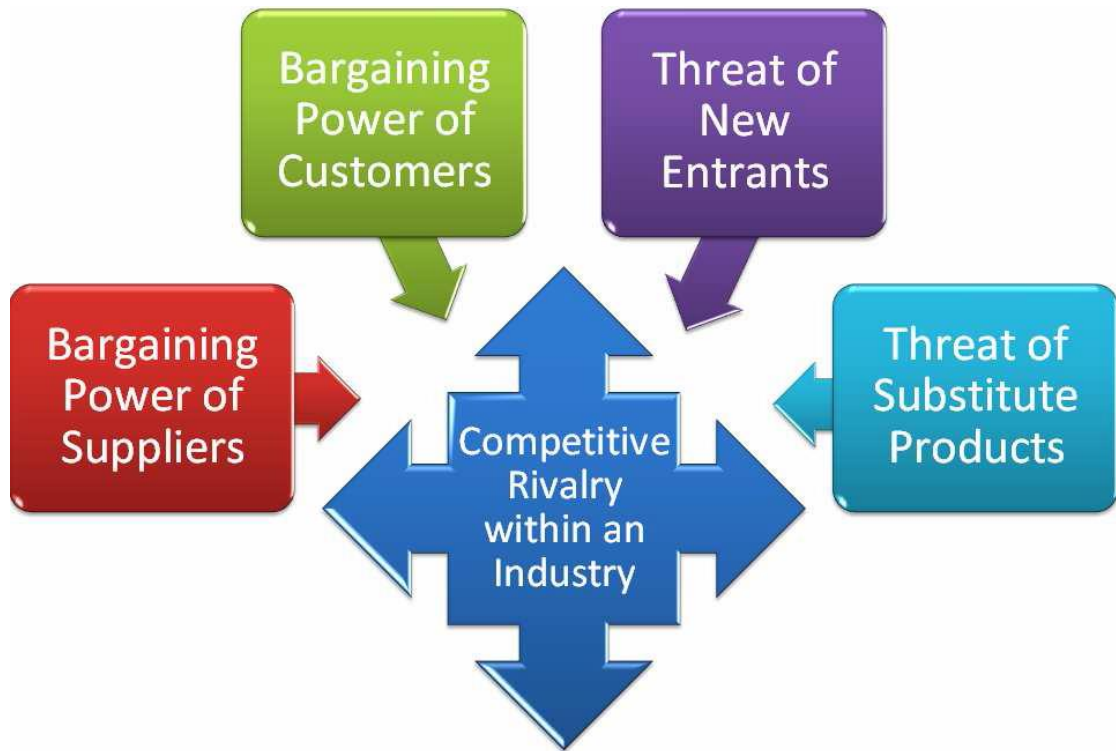 Bargaining
Power of
Customers
Threat of
New
Entrants
Bargaining
Power of
Suppliers
Competitive
Rivalry
within an
Industry
Threat of
Substitute
Products